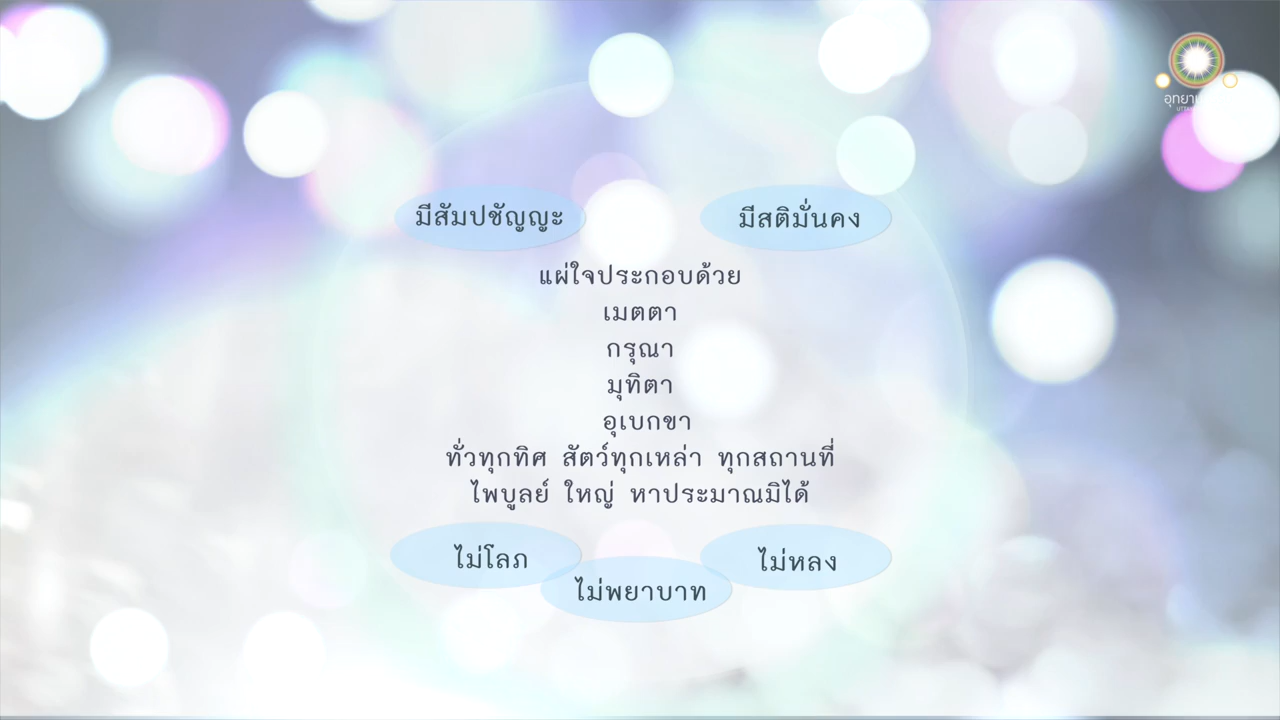 มีสัมปชัญญะ
มีสติมั่นคง
แผ่ใจประกอบด้วย
เมตตา
กรุณา
มุทิตา
อุเบกขา
ทั่วทุกทิศ สัตว์ทุกเหล่า ทุกสถานที่
ไพบูลย์ ใหญ่ หาประมาณมิได้
ไม่โลภ
ไม่หลง
ไม่พยาบาท